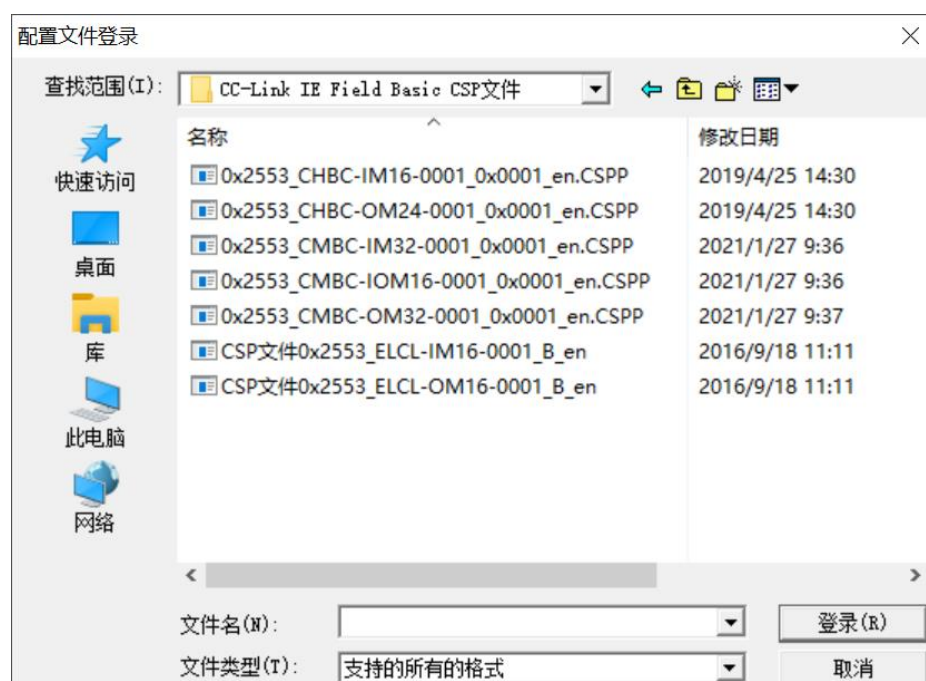 配置文件登录
查找范围(I): CC-Link IE Field Basic CSP文件
名称 修改日期
0x2553_CHBC-IM16-0001_0x0001_en.CSPP 2019/4/25 14:30
0x2553_CHBC-OM24-0001_0x0001_en.CSPP 2019/4/25 14:30
0x2553_CMBC-IM32-0001_0x0001_en.CSPP 2021/1/27 9:36
0x2553_CMBC-IOM16-0001_0x0001_en.CSPP 2021/1/27 9:36
0x2553_CMBC-OM32-0001_0x0001_en.CSPP 2021/1/27 9:37
CSP文件0x2553_ELCL-IM16-0001_B_en 2016/9/18 11:11
CSP文件0x2553_ELCL-OM16-0001_B_en 2016/9/18 11:11
快速访问
桌面
库
此电脑
网络
文件名(N): 登录(R)
文件类型(T): 支持的所有的格式 取消